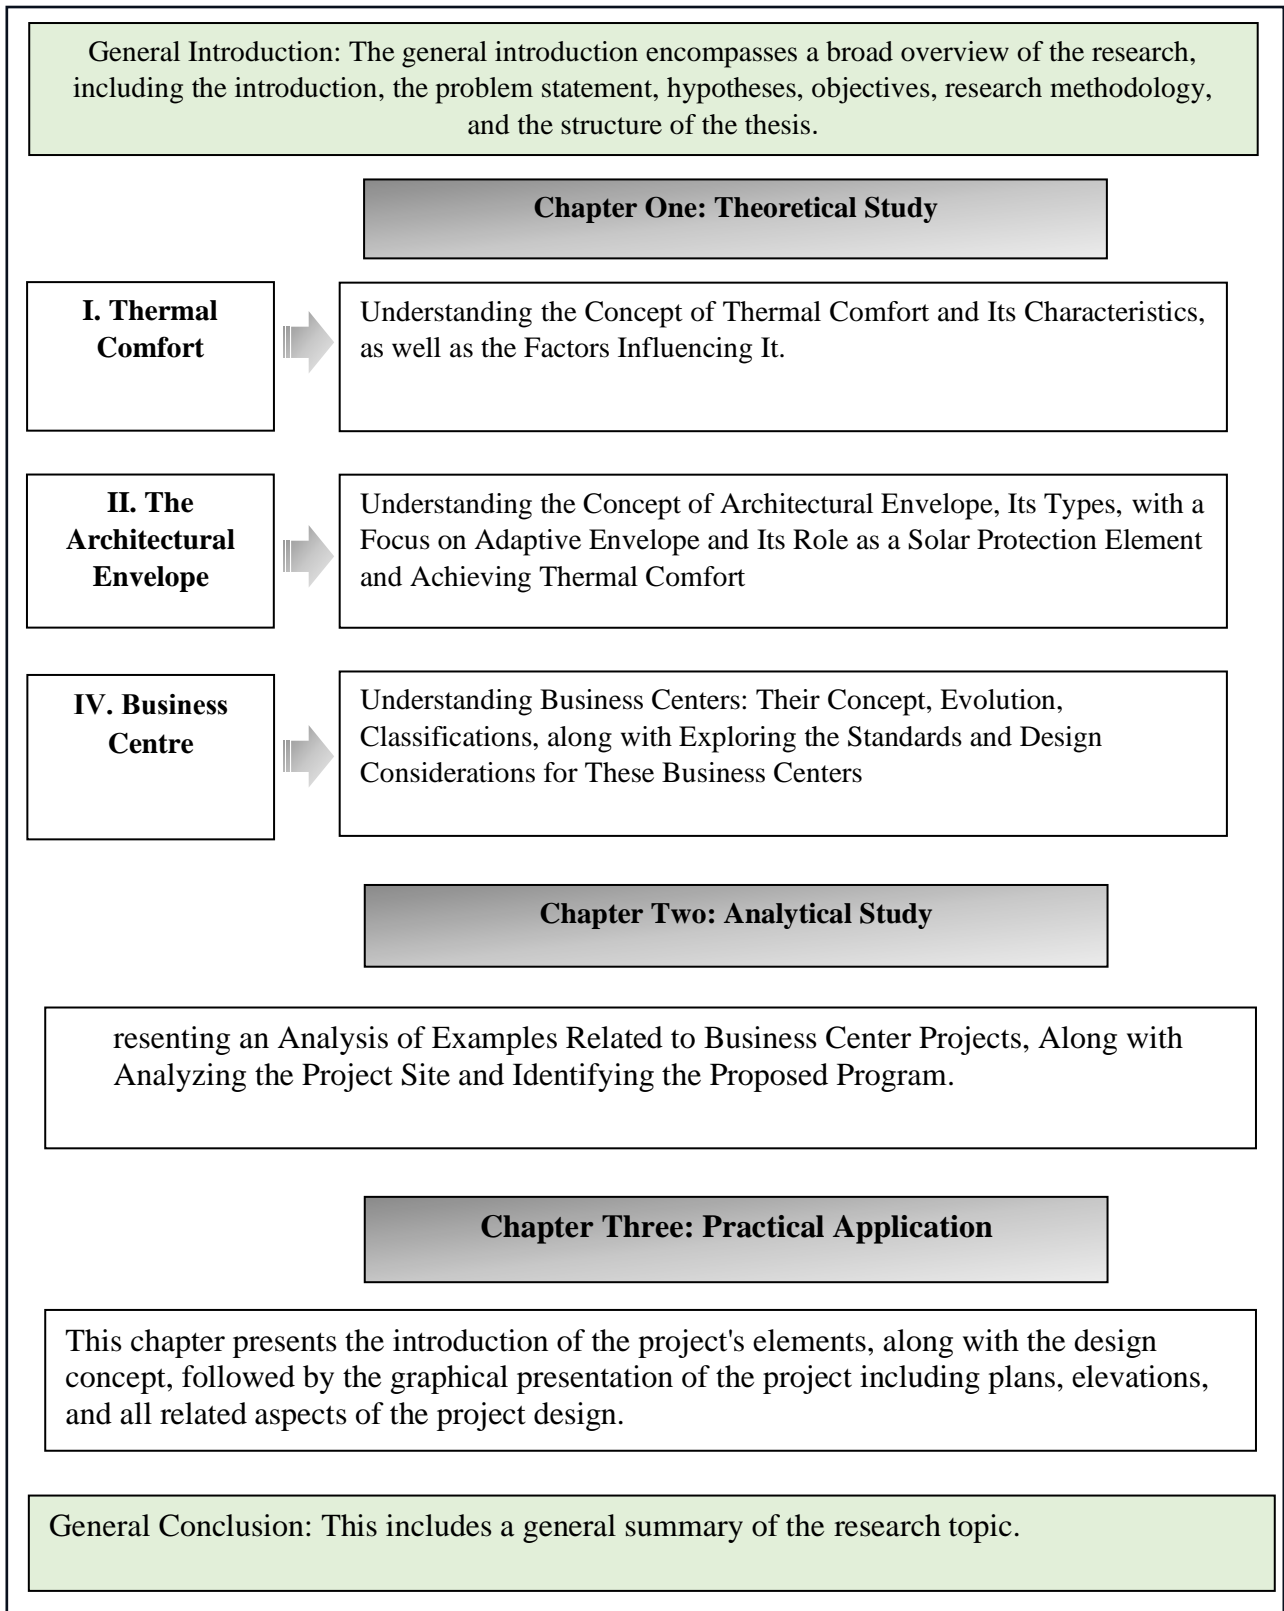 General Introduction: The general introduction encompasses a broad overview of the research,
including the introduction, the problem statement, hypotheses, objectives, research methodology,
and the structure of the thesis.
Chapter One: Theoretical Study
I. Thermal
Comfort
Understanding the Concept of Thermal Comfort and Its Characteristics,
as well as the Factors Influencing It.
II. The
Architectural
Envelope
Understanding the Concept of Architectural Envelope, Its Types, with a
Focus on Adaptive Envelope and Its Role as a Solar Protection Element
and Achieving Thermal Comfort
IV. Business
Centre
Understanding Business Centers: Their Concept, Evolution,
Classifications, along with Exploring the Standards and Design
Considerations for These Business Centers
Chapter Two: Analytical Study
resenting an Analysis of Examples Related to Business Center Projects, Along with
Analyzing the Project Site and Identifying the Proposed Program.
Chapter Three: Practical Application
This chapter presents the introduction of the project's elements, along with the design
concept, followed by the graphical presentation of the project including plans, elevations,
and all related aspects of the project design.
General Conclusion: This includes a general summary of the research topic.